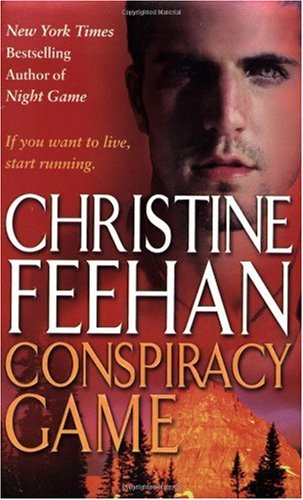 New York Times
Bestselling
Author of
Night Game
If you want to live,
start running.
CHRISTINE
FEEHAN
CONSPIRACY
GAME